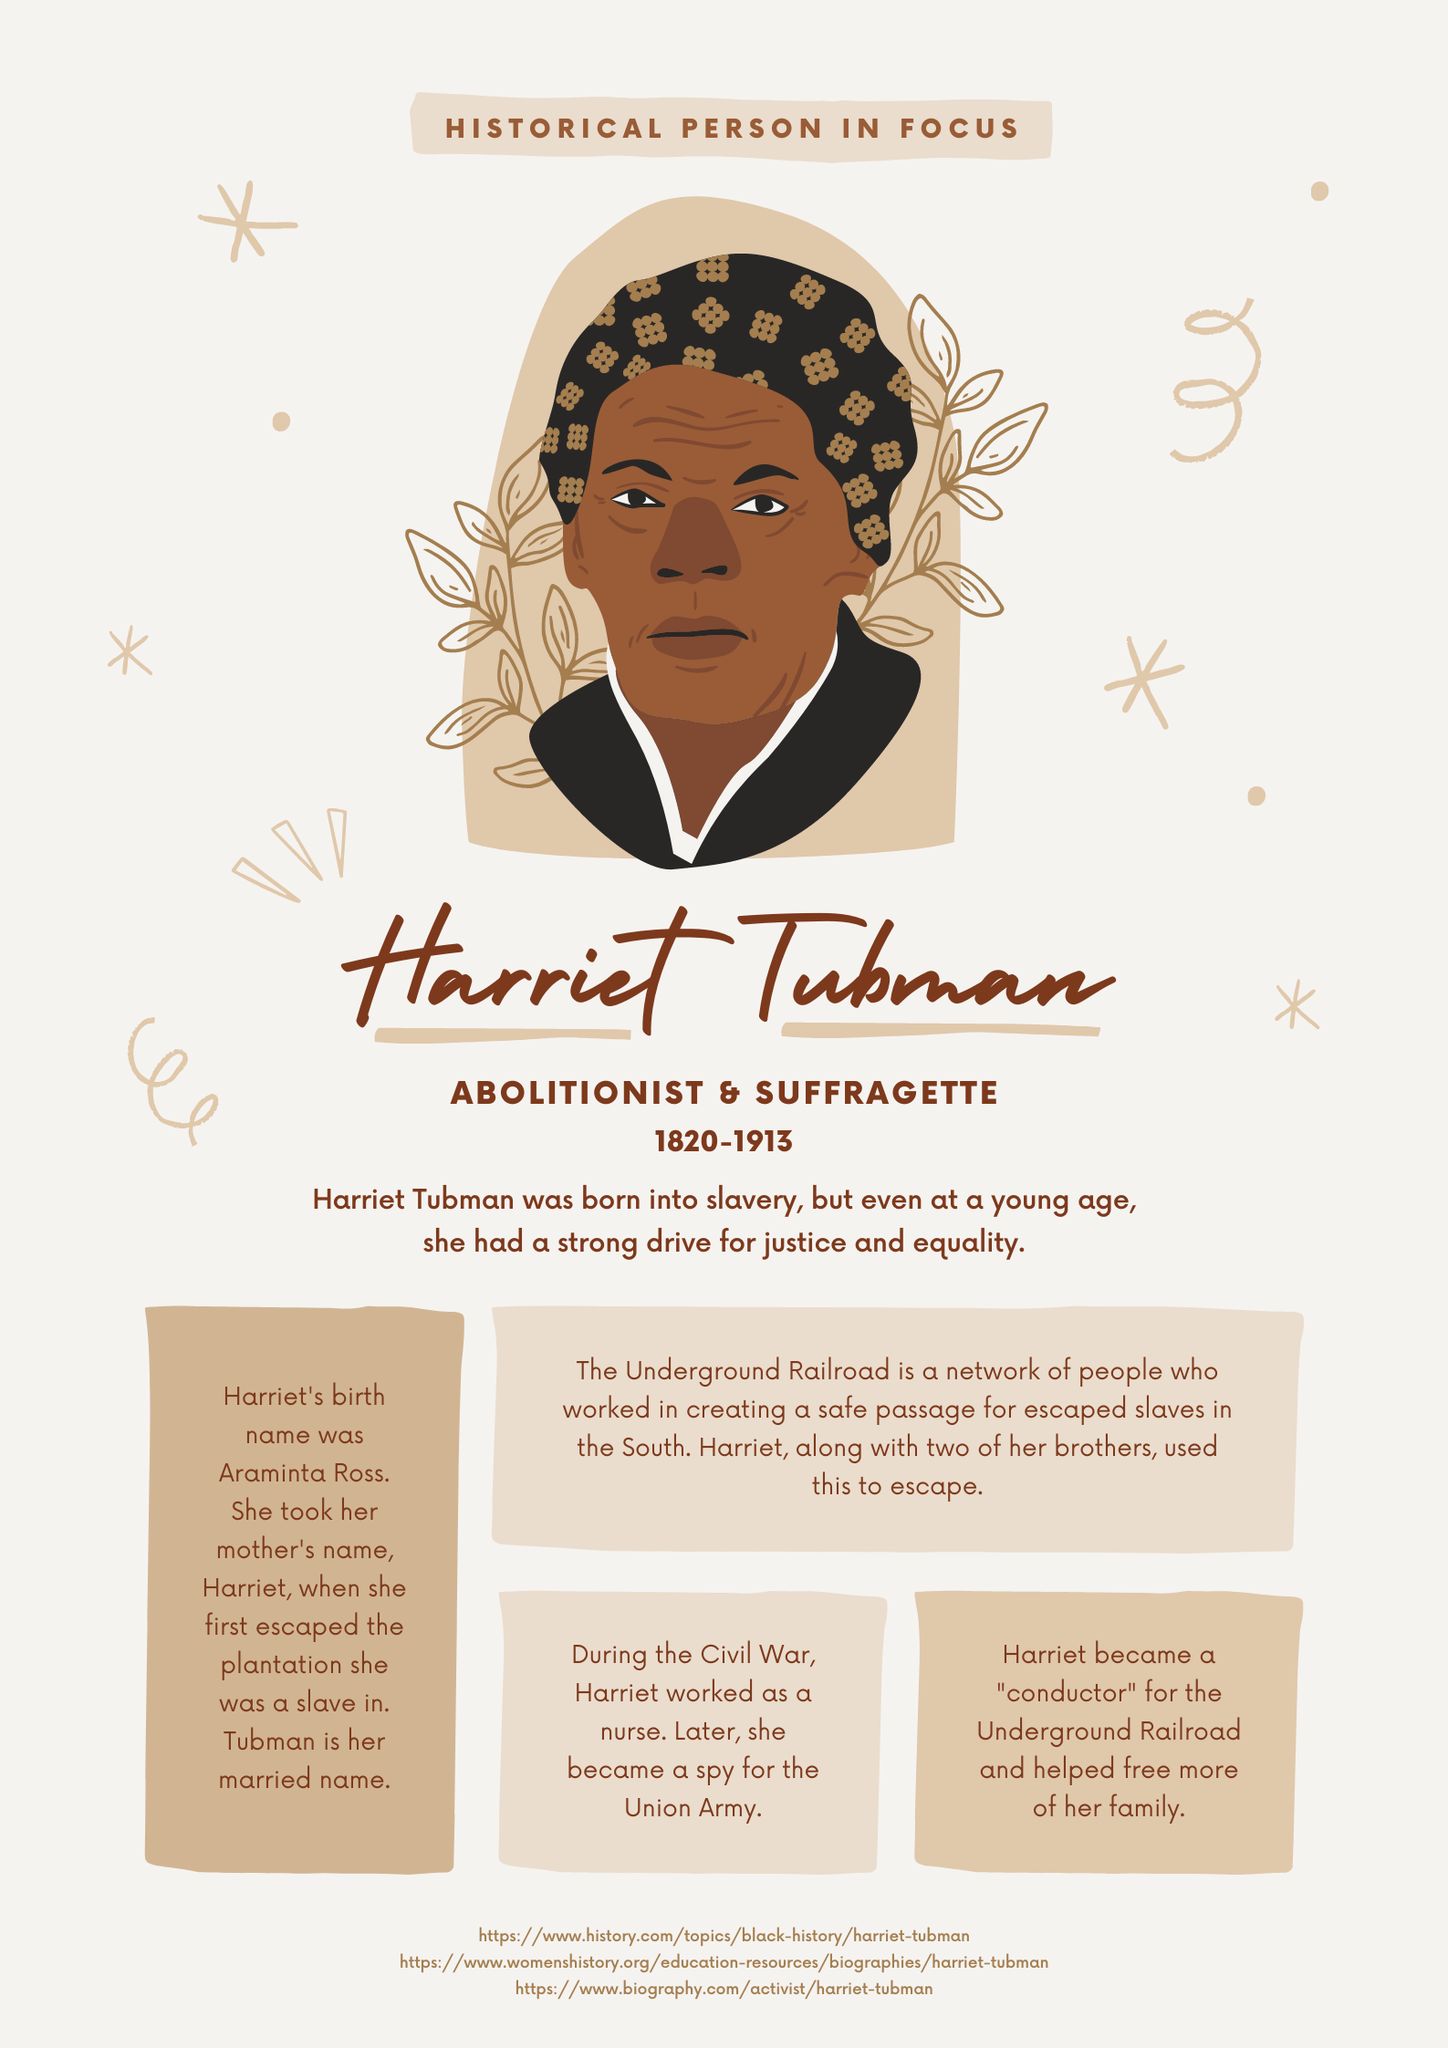 HISTORICAL PERSON IN FOCUS
Harriet Tubman
ABOLITIONIST & SUFFRAGETTE
1820-1913
Harriet Tubman was born into slavery, but even at a young age,
she had a strong drive for justice and equality.
Harriet's birth
name was
Araminta Ross.
She took her
mother's name,
Harriet, when she
first escaped the
plantation she
was a slave in.
Tubman is her
married name.
The Underground Railroad is a network of people who
worked in creating a safe passage for escaped slaves in
the South. Harriet, along with two of her brothers, used
this to escape.
During the Civil War,
Harriet worked as a
nurse. Later, she
became a spy for the
Union Army.
Harriet became a
"conductor" for the
Underground Railroad
and helped free more
of her family.
https://www.history.com/topics/black-history/harriet-tubman
https://www.womenshistory.org/education-resources/biographies/harriet-tubman
https://www.biography.com/activist/harriet-tubman